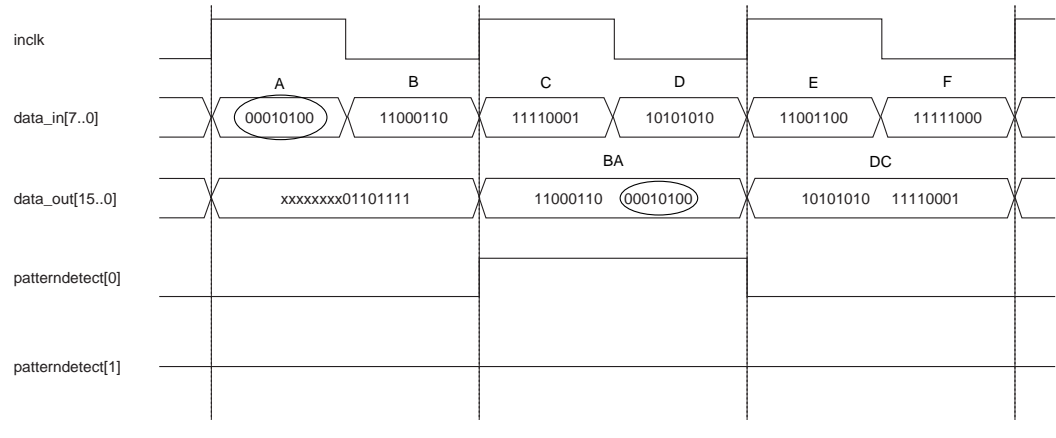 inclk
A B C D E F
data_in[7..0] 00010100 11000110 11110001 10101010 11001100 11111000
BA DC
data_out[15..0] xxxxxxxx01101111 11000110 00010100 10101010 11110001
patterndetect[0]
patterndetect[1]